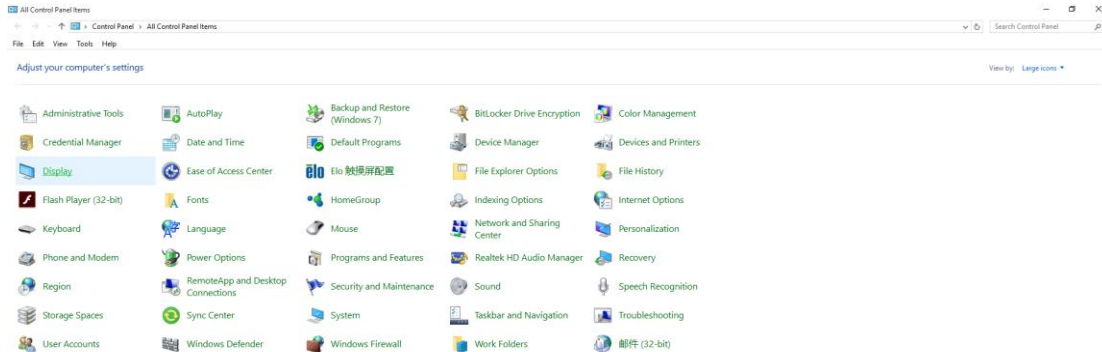 All Control Panel Items
Control Panel › All Control Panel Items
Search Control Panel
File Edit View Tools Help
Adjust your computer's settings
View by: Large icons
Administrative Tools
AutoPlay
Backup and Restore
(Windows 7)
BitLocker Drive Encryption
Color Management
Credential Manager
Date and Time
Default Programs
Device Manager
Devices and Printers
Display
Ease of Access Center
elo
Elo 触摸屏配置
File Explorer Options
File History
Flash Player (32-bit)
Fonts
HomeGroup
Indexing Options
Internet Options
Keyboard
Language
Mouse
Network and Sharing
Center
Personalization
Phone and Modem
Power Options
Programs and Features
Realtek HD Audio Manager
Recovery
Region
RemoteApp and Desktop
Connections
Security and Maintenance
Sound
Speech Recognition
Storage Spaces
Sync Center
System
Taskbar and Navigation
Troubleshooting
User Accounts
Windows Defender
Windows Firewall
Work Folders
邮件 (32-bit)